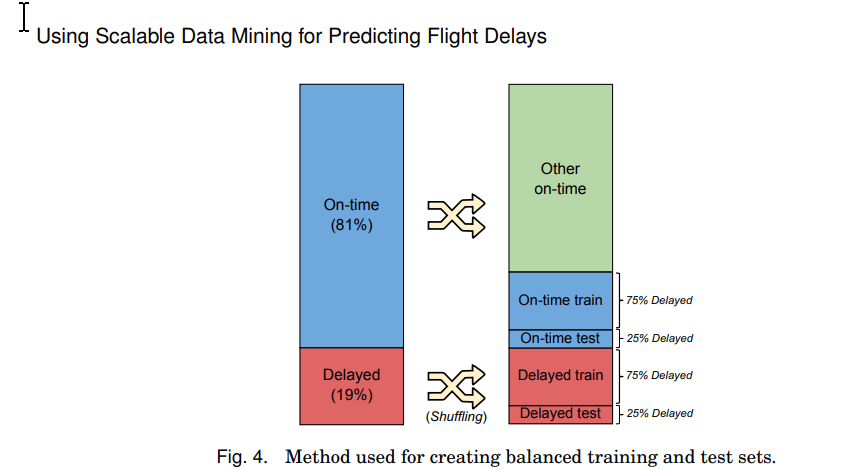 Using Scalable Data Mining for Predicting Flight Delays
On-time
(81%)
Delayed
(19%)
(Shuffling)
Other
on-time
On-time train
75% Delayed
On-time test
25% Delayed
Delayed train
75% Delayed
Delayed test
25% Delayed
Fig. 4. Method used for creating balanced training and test sets.